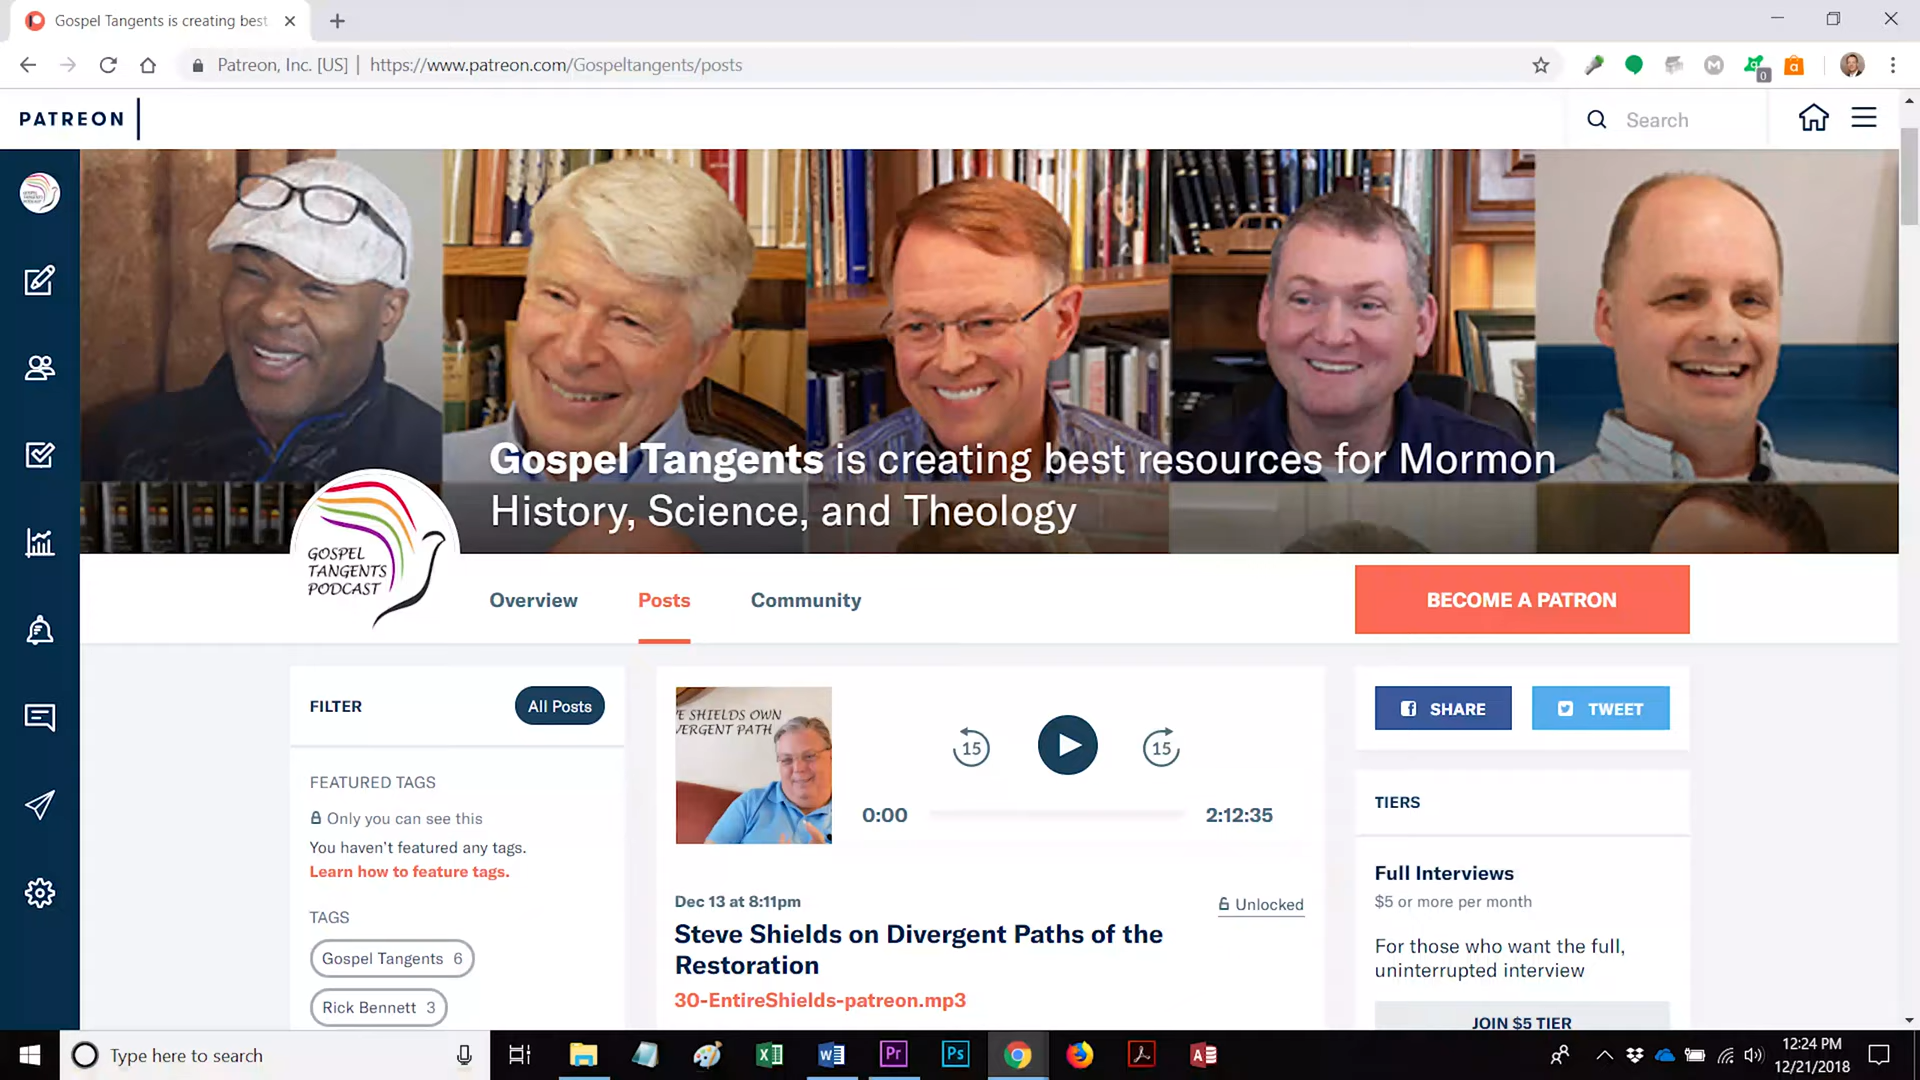 Gospel Tangents is creating best
Patreon, Inc. [US] | https://www.patreon.com/Gospeltangents/posts
0
PATREON
Search
Gospel Tangents is creating best resources for Mormon
History, Science, and Theology
GOSPEL
TANGENTS
PODCAST
Overview
Posts
Community
BECOME A PATRON
FILTER
All Posts
FEATURED TAGS
Only you can see this
You haven't featured any tags.
Learn how to feature tags.
TAGS
Gospel Tangents 6
Rick Bennett 3
E SHIELDS OWN
VERGENT PATH
15
15
0:00
2:12:35
Dec 13 at 8:11pm
Unlocked
Steve Shields on Divergent Paths of the
Restoration
30-EntireShields-patreon.mp3
SHARE
TWEET
TIERS
Full Interviews
$5 or more per month
For those who want the full,
uninterrupted interview
JOIN $5 TIER
Type here to search
Pr
Ps
12:24 PM
12/21/2018